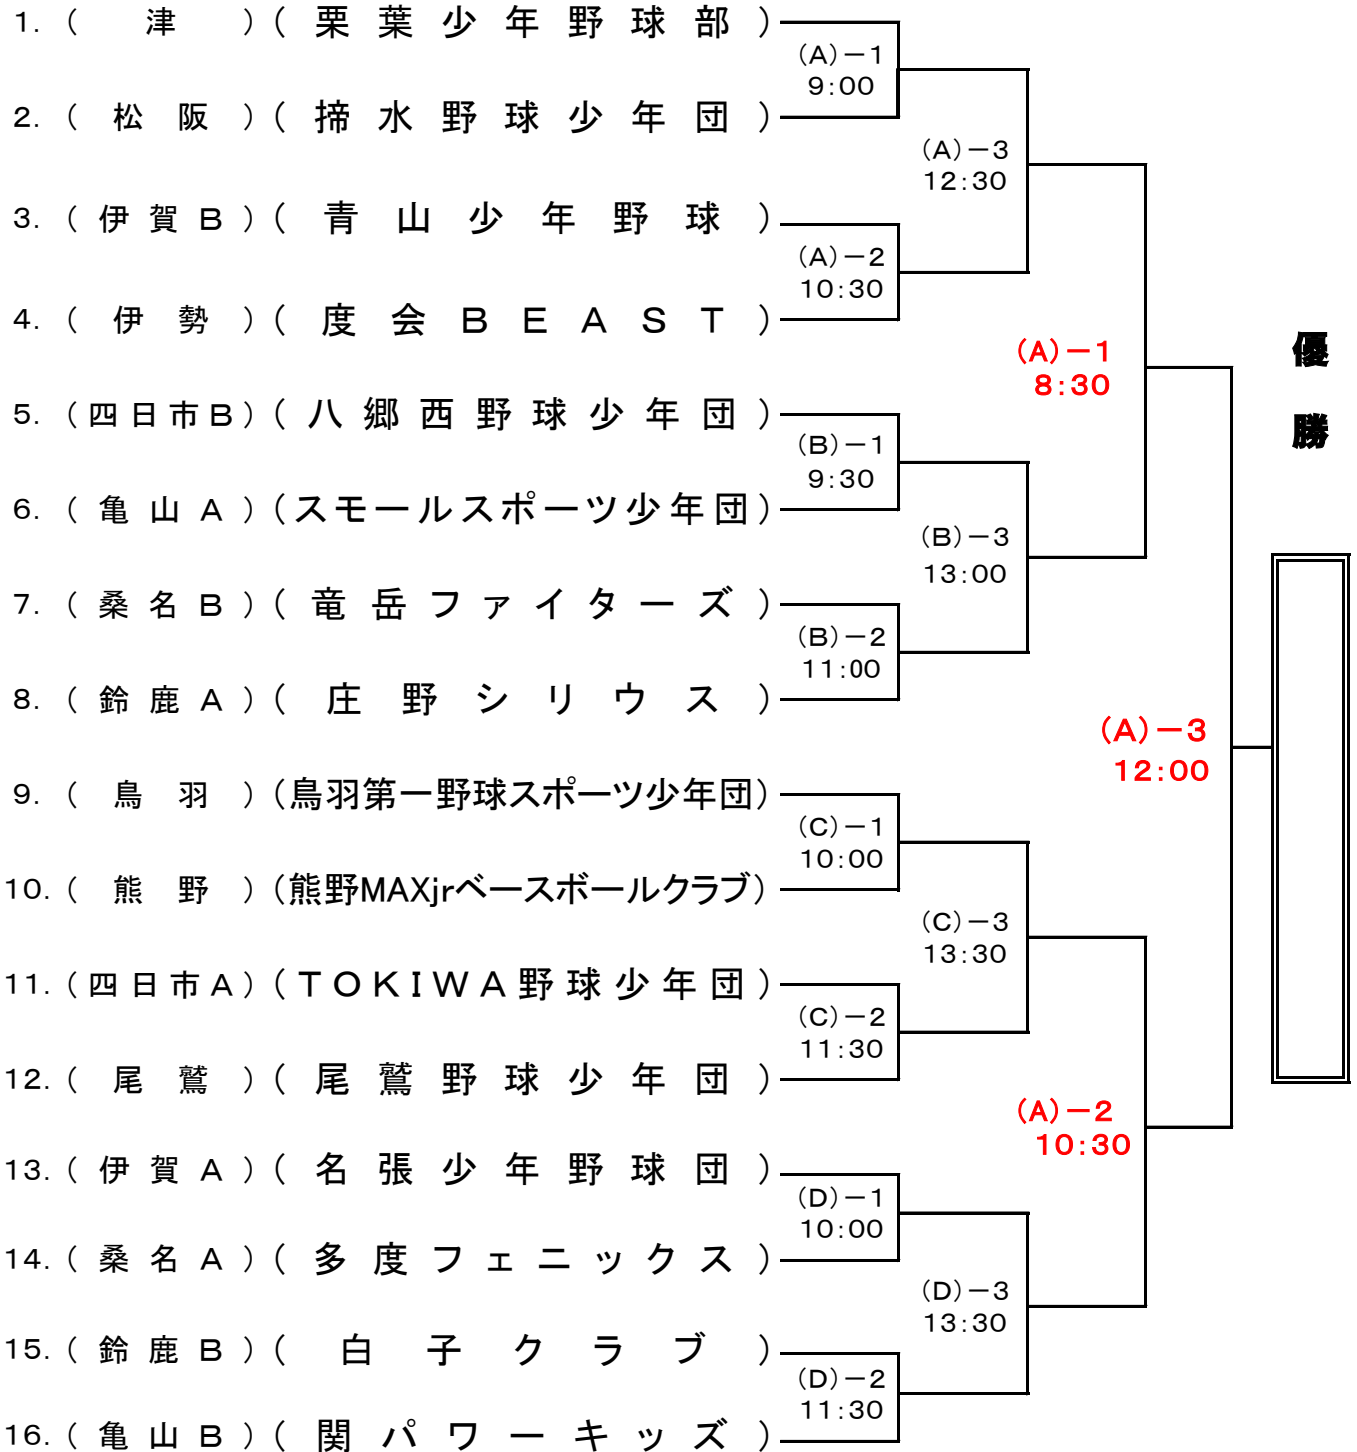 1. ( 津 ) ( 栗葉少年野球部 )
(A)－1
9:00
2. ( 松阪 ) ( 揥水野球少年団 )
(A)－3
12:30
3. ( 伊賀B ) ( 青山少年野球 )
(A)－2
10:30
4. ( 伊勢 ) ( 度会BEAST )
(A)－1
8:30
優勝
5. ( 四日市B ) ( 八郷西野球少年団 )
(B)－1
9:30
6. ( 亀山A ) ( スモールスポーツ少年団 )
(B)－3
13:00
7. ( 桑名B ) ( 竜岳ファイターズ )
(B)－2
11:00
8. ( 鈴鹿A ) ( 庄野シリウス )
(A)－3
12:00
9. ( 鳥羽 ) ( 鳥羽第一野球スポーツ少年団 )
(C)－1
10:00
10. ( 熊野 ) ( 熊野MAXjrベースボールクラブ )
(C)－3
13:30
11. ( 四日市A ) ( TOKIWA野球少年団 )
(C)－2
11:30
12. ( 尾鷲 ) ( 尾鷲野球少年団 )
(A)－2
10:30
13. ( 伊賀A ) ( 名張少年野球団 )
(D)－1
10:00
14. ( 桑名A ) ( 多度フェニックス )
(D)－3
13:30
15. ( 鈴鹿B ) ( 白子クラブ )
(D)－2
11:30
16. ( 亀山B ) ( 関パワーキッズ )